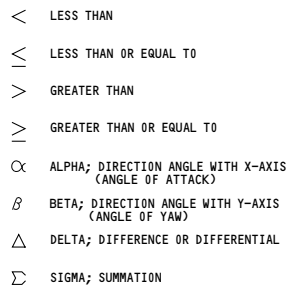 < LESS THAN
≤ LESS THAN OR EQUAL TO
> GREATER THAN
≥ GREATER THAN OR EQUAL TO
α ALPHA; DIRECTION ANGLE WITH X-AXIS
(ANGLE OF ATTACK)
β BETA; DIRECTION ANGLE WITH Y-AXIS
(ANGLE OF YAW)
△ DELTA; DIFFERENCE OR DIFFERENTIAL
Σ SIGMA; SUMMATION